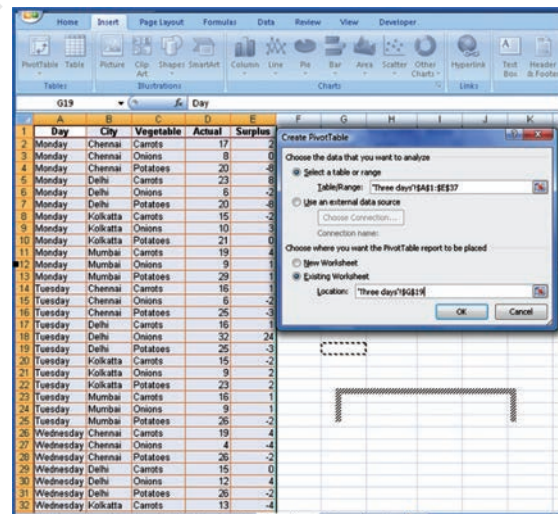 Home Insert Page Layout Formulas Data Review View Developer
PivotTable Table Picture Clip Art Shapes SmartArt Column Line Pie Bar Area Scatter Other Charts Hyperlink Text Box Header & Footer
Tables Illustrations Charts Links
G19 fx Day
A B C D E F G H I J K
1 Day City Vegetable Actual Surplus
2 Monday Chennai Carrots 17 2
3 Monday Chennai Onions 8 0
4 Monday Chennai Potatoes 20 -8
5 Monday Delhi Carrots 23 8
6 Monday Delhi Onions 6 -2
7 Monday Delhi Potatoes 20 -8
8 Monday Kolkatta Carrots 15 -2
9 Monday Kolkatta Onions 10 3
10 Monday Kolkatta Potatoes 21 0
11 Monday Mumbai Carrots 19 4
12 Monday Mumbai Onions 9 1
13 Monday Mumbai Potatoes 29 1
14 Tuesday Chennai Carrots 16 1
15 Tuesday Chennai Onions 6 -2
16 Tuesday Chennai Potatoes 25 -3
17 Tuesday Delhi Carrots 16 1
18 Tuesday Delhi Onions 32 24
19 Tuesday Delhi Potatoes 25 -3
20 Tuesday Kolkatta Carrots 15 -2
21 Tuesday Kolkatta Onions 9 2
22 Tuesday Kolkatta Potatoes 23 2
23 Tuesday Mumbai Carrots 16 1
24 Tuesday Mumbai Onions 9 1
25 Tuesday Mumbai Potatoes 26 -2
26 Wednesday Chennai Carrots 19 4
27 Wednesday Chennai Onions 4 -4
28 Wednesday Chennai Potatoes 26 -2
29 Wednesday Delhi Carrots 15 0
30 Wednesday Delhi Onions 12 4
31 Wednesday Delhi Potatoes 26 -2
32 Wednesday Kolkatta Carrots 13 -4
Create PivotTable
Choose the data that you want to analyze
Select a table or range
Table/Range: 'Three days'!$A$1:$E$37
Use an external data source
Choose Connection...
Connection name:
Choose where you want the PivotTable report to be placed
New Worksheet
Existing Worksheet
Location: 'Three days'!$G$19
OK Cancel